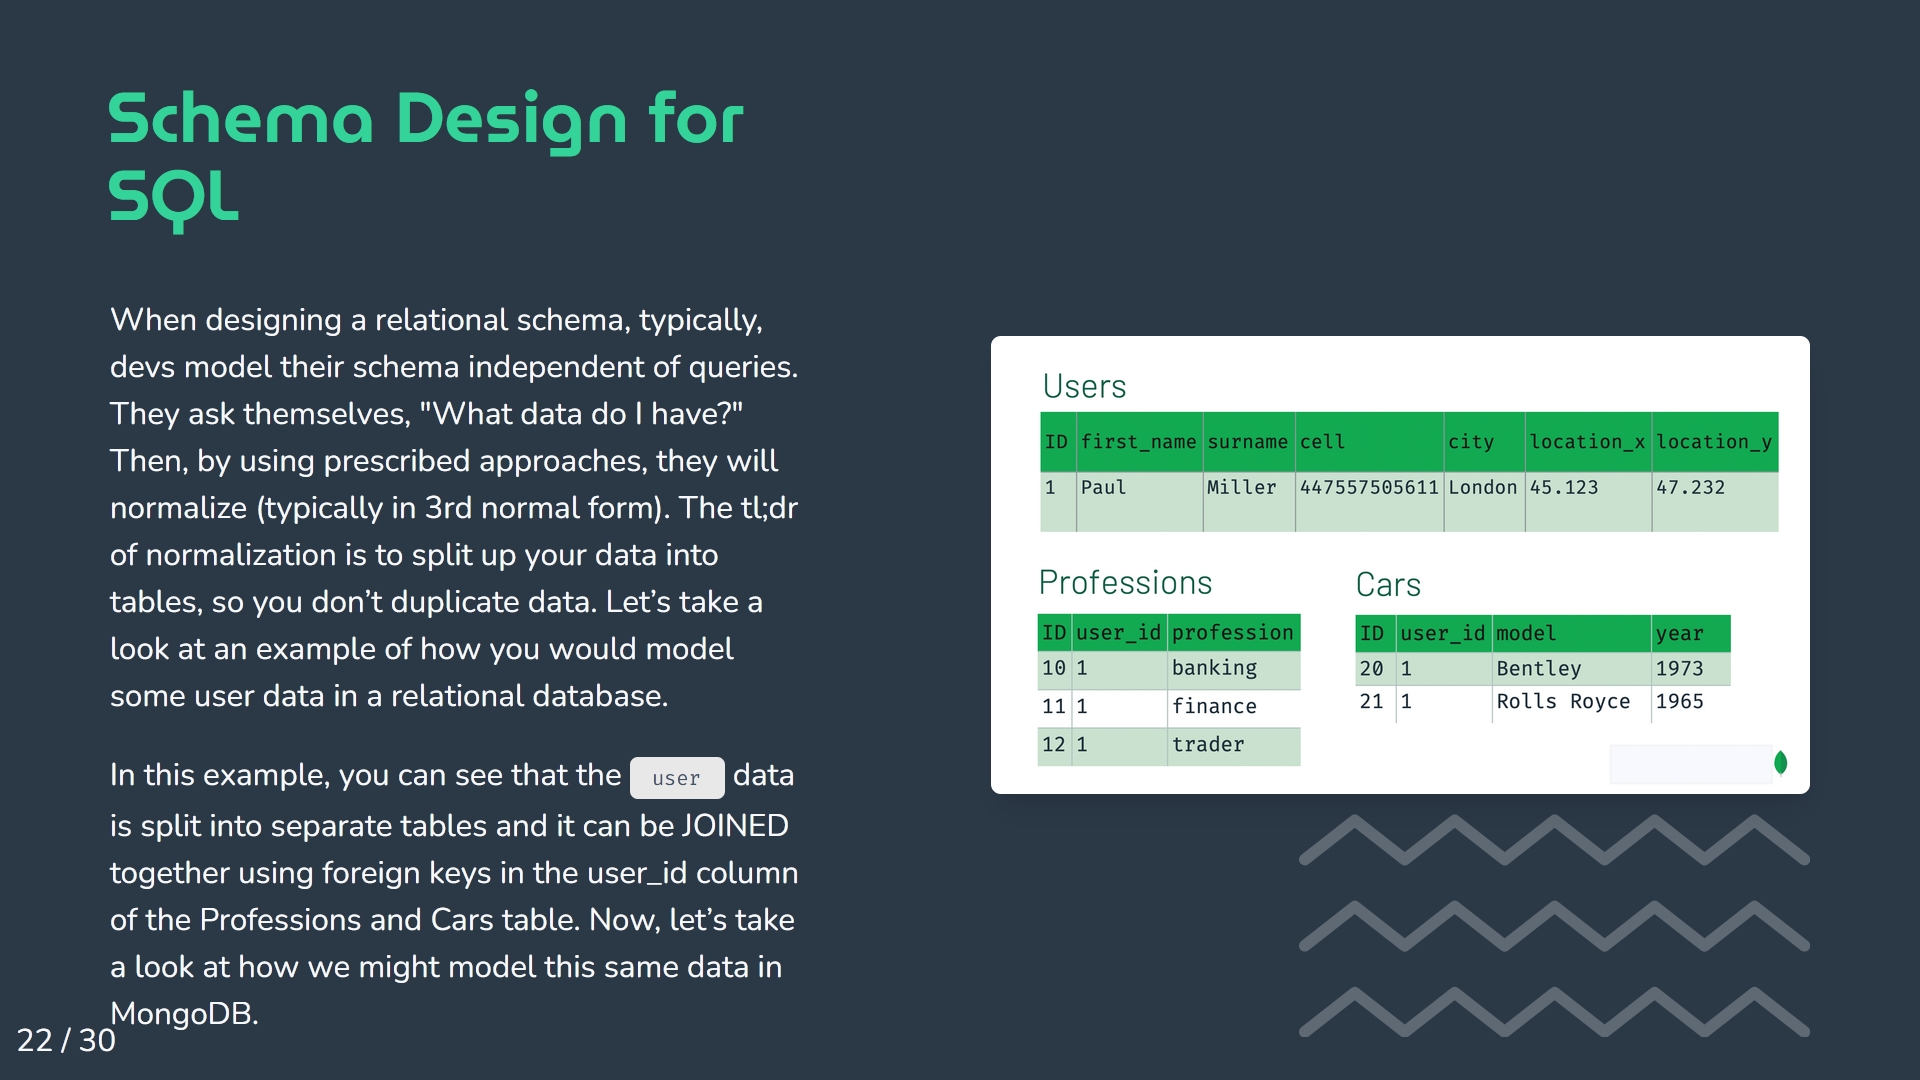 Schema Design for
SQL
When designing a relational schema, typically,
devs model their schema independent of queries.
They ask themselves, "What data do I have?"
Then, by using prescribed approaches, they will
normalize (typically in 3rd normal form). The tl;dr
of normalization is to split up your data into
tables, so you don’t duplicate data. Let’s take a
look at an example of how you would model
some user data in a relational database.
In this example, you can see that the user data
is split into separate tables and it can be JOINED
together using foreign keys in the user_id column
of the Professions and Cars table. Now, let’s take
a look at how we might model this same data in
MongoDB.
22 / 30
Users
ID first_name surname cell city location_x location_y
1 Paul Miller 447557505611 London 45.123 47.232
Professions
ID user_id profession
10 1 banking
11 1 finance
12 1 trader
Cars
ID user_id model year
20 1 Bentley 1973
21 1 Rolls Royce 1965